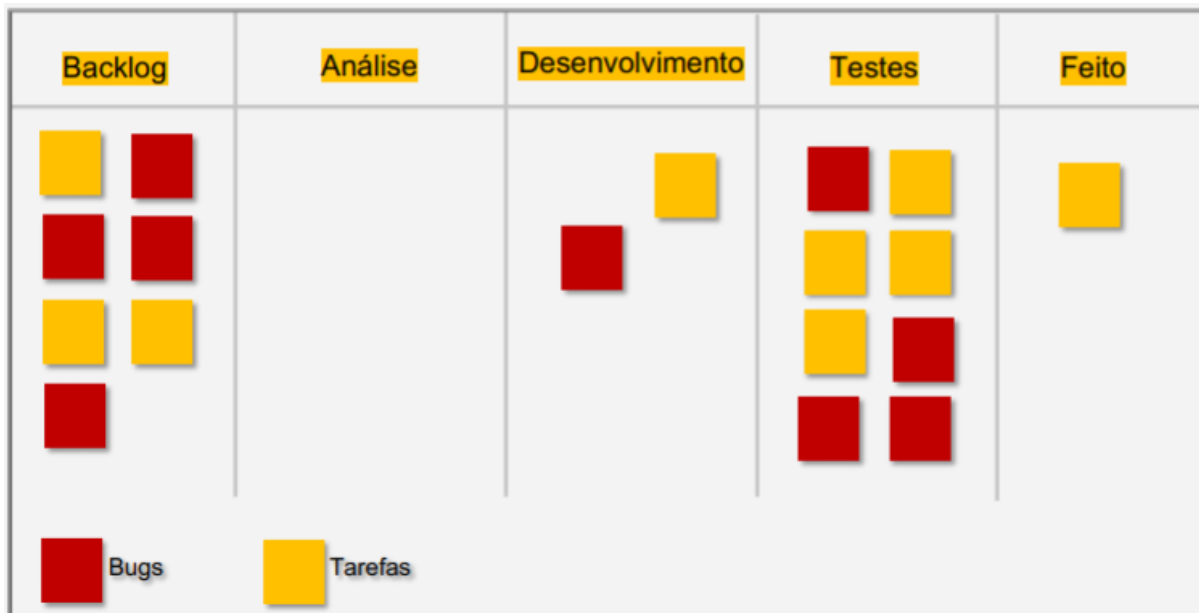 Backlog
Análise
Desenvolvimento
Testes
Feito
Bugs
Tarefas